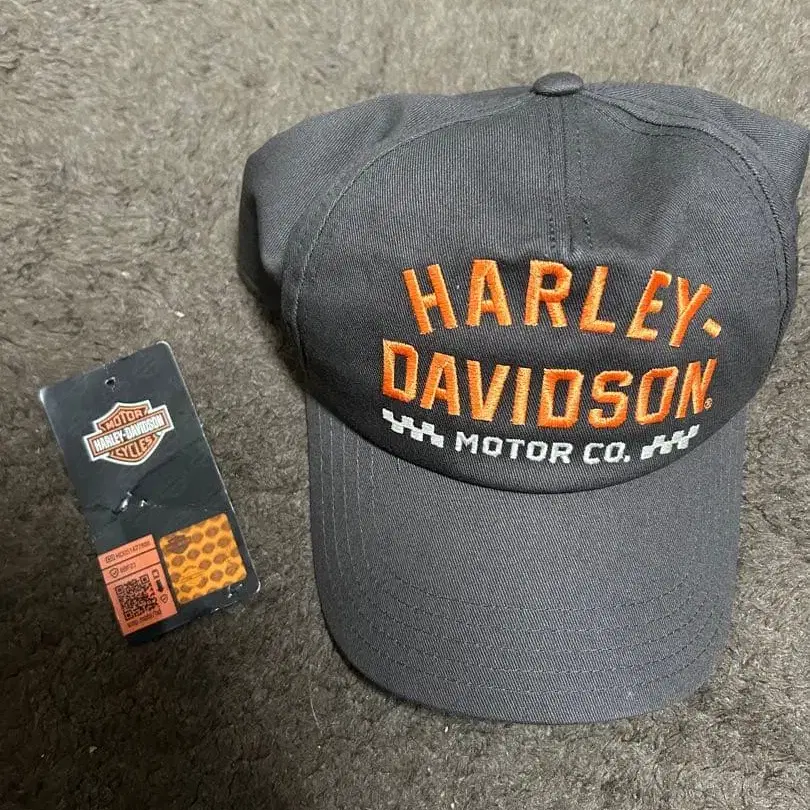 HARLEY-
DAVIDSON®
MOTOR CO.
MOTOR
HARLEY-DAVIDSON
CYCLES